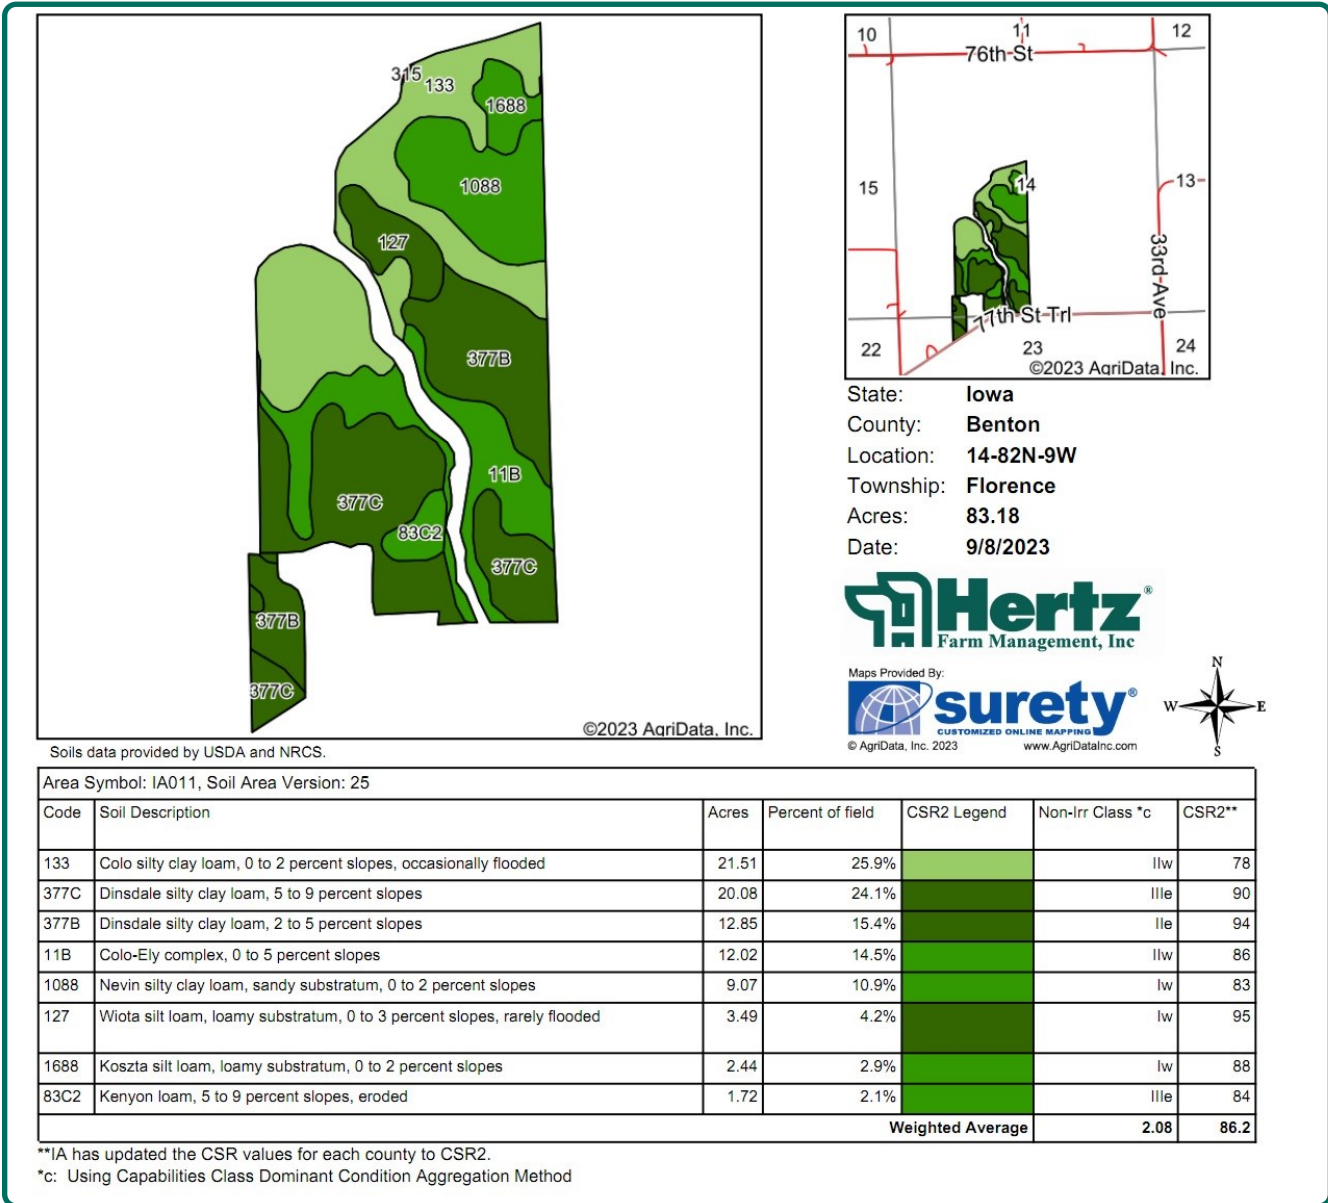 315
133
1688
1088
127
377B
11B
377C
83C2
377C
377B
377C
©2023 AgriData, Inc.
Soils data provided by USDA and NRCS.
10 11 12
76th St
15 14 13
33rd Ave
77th St Trl
22 23 24
©2023 AgriData, Inc.
State: Iowa
County: Benton
Location: 14-82N-9W
Township: Florence
Acres: 83.18
Date: 9/8/2023
Hertz®
Farm Management, Inc
Maps Provided By:
surety®
CUSTOMIZED ONLINE MAPPING
© AgriData, Inc. 2023 www.AgriDataInc.com
N
W E
S
Area Symbol: IA011, Soil Area Version: 25
Code Soil Description Acres Percent of field CSR2 Legend Non-Irr Class *c CSR2**
133 Colo silty clay loam, 0 to 2 percent slopes, occasionally flooded 21.51 25.9% IIw 78
377C Dinsdale silty clay loam, 5 to 9 percent slopes 20.08 24.1% IIIe 90
377B Dinsdale silty clay loam, 2 to 5 percent slopes 12.85 15.4% IIe 94
11B Colo-Ely complex, 0 to 5 percent slopes 12.02 14.5% IIw 86
1088 Nevin silty clay loam, sandy substratum, 0 to 2 percent slopes 9.07 10.9% Iw 83
127 Wiota silt loam, loamy substratum, 0 to 3 percent slopes, rarely flooded 3.49 4.2% Iw 95
1688 Koszta silt loam, loamy substratum, 0 to 2 percent slopes 2.44 2.9% Iw 88
83C2 Kenyon loam, 5 to 9 percent slopes, eroded 1.72 2.1% IIIe 84
Weighted Average 2.08 86.2
**IA has updated the CSR values for each county to CSR2.
*c: Using Capabilities Class Dominant Condition Aggregation Method